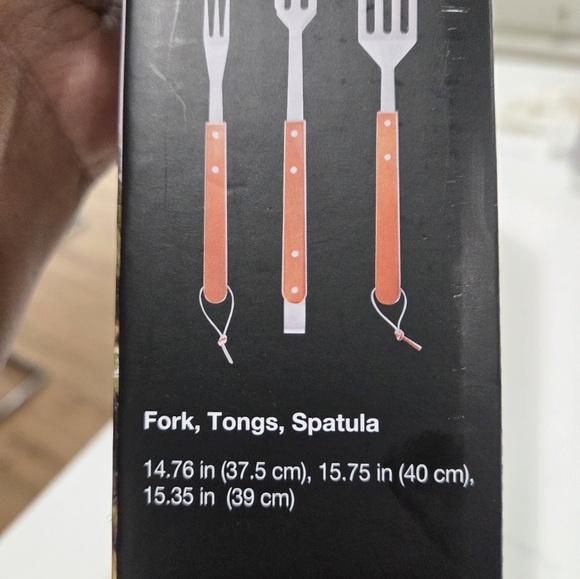 Fork, Tongs, Spatula
14.76 in (37.5 cm), 15.75 in (40 cm),
15.35 in (39 cm)